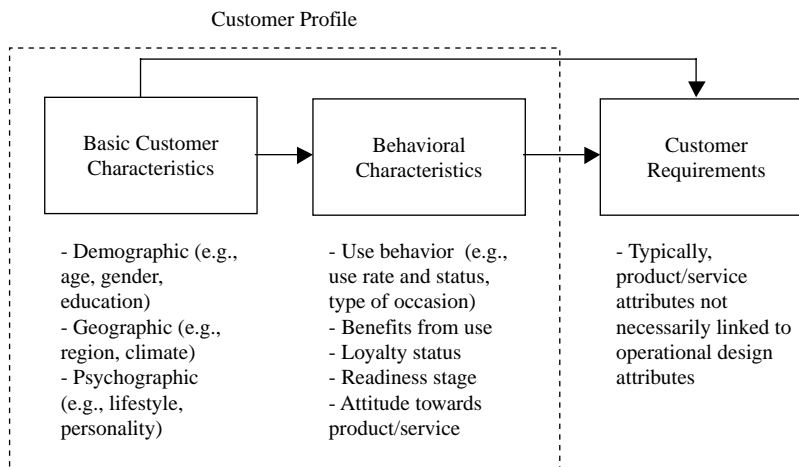 Customer Profile
Basic Customer
Characteristics
Behavioral
Characteristics
Customer
Requirements
- Demographic (e.g.,
age, gender,
education)
- Geographic (e.g.,
region, climate)
- Psychographic
(e.g., lifestyle,
personality)
- Use behavior  (e.g.,
use rate and status,
type of occasion)
- Benefits from use
- Loyalty status
- Readiness stage
- Attitude towards
product/service
- Typically,
product/service
attributes not
necessarily linked to
operational design
attributes